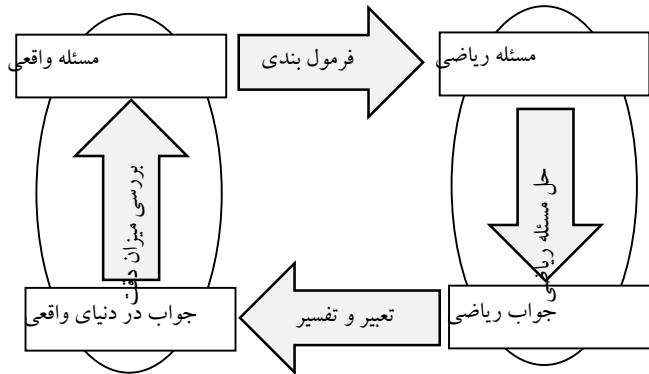 مسئله واقعی
فرمول بندی
مسئله ریاضی
حل مسئله ریاضی
جواب ریاضی
تعبیر و تفسیر
جواب در دنیای واقعی
بررسی میزان دقت